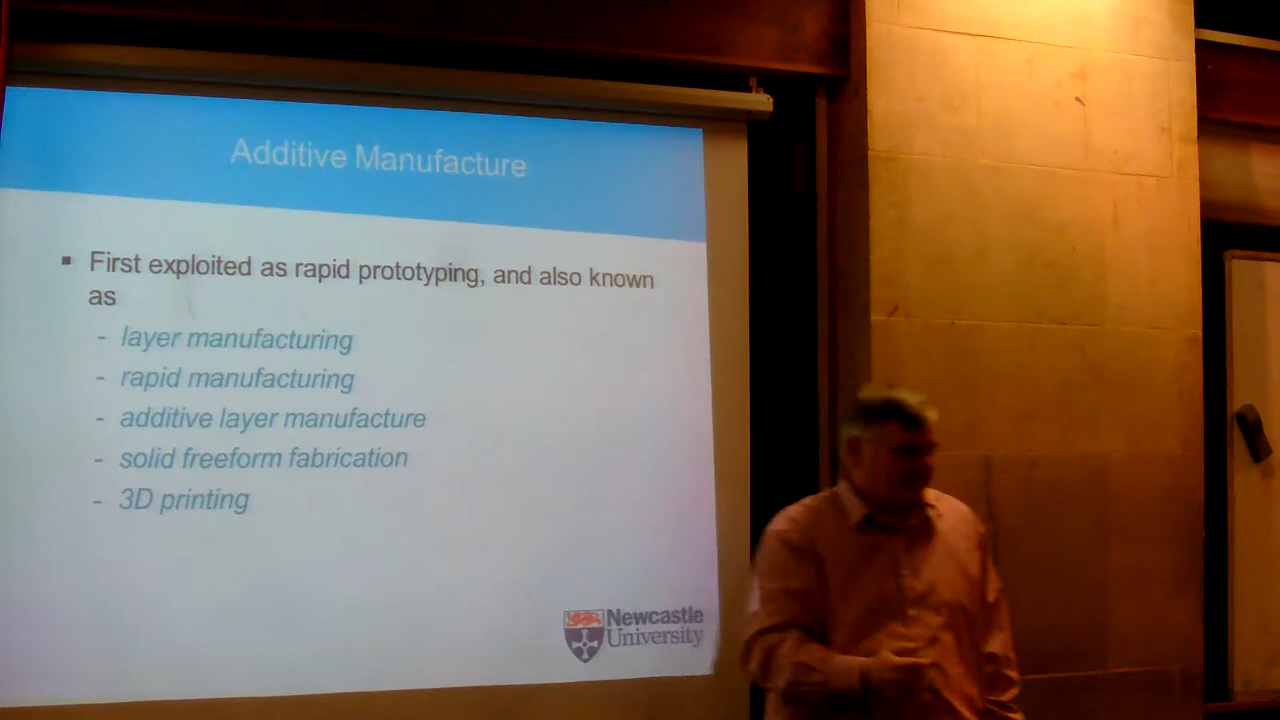 Additive Manufacture
▪ First exploited as rapid prototyping, and also known
as
- layer manufacturing
- rapid manufacturing
- additive layer manufacture
- solid freeform fabrication
- 3D printing
Newcastle
University